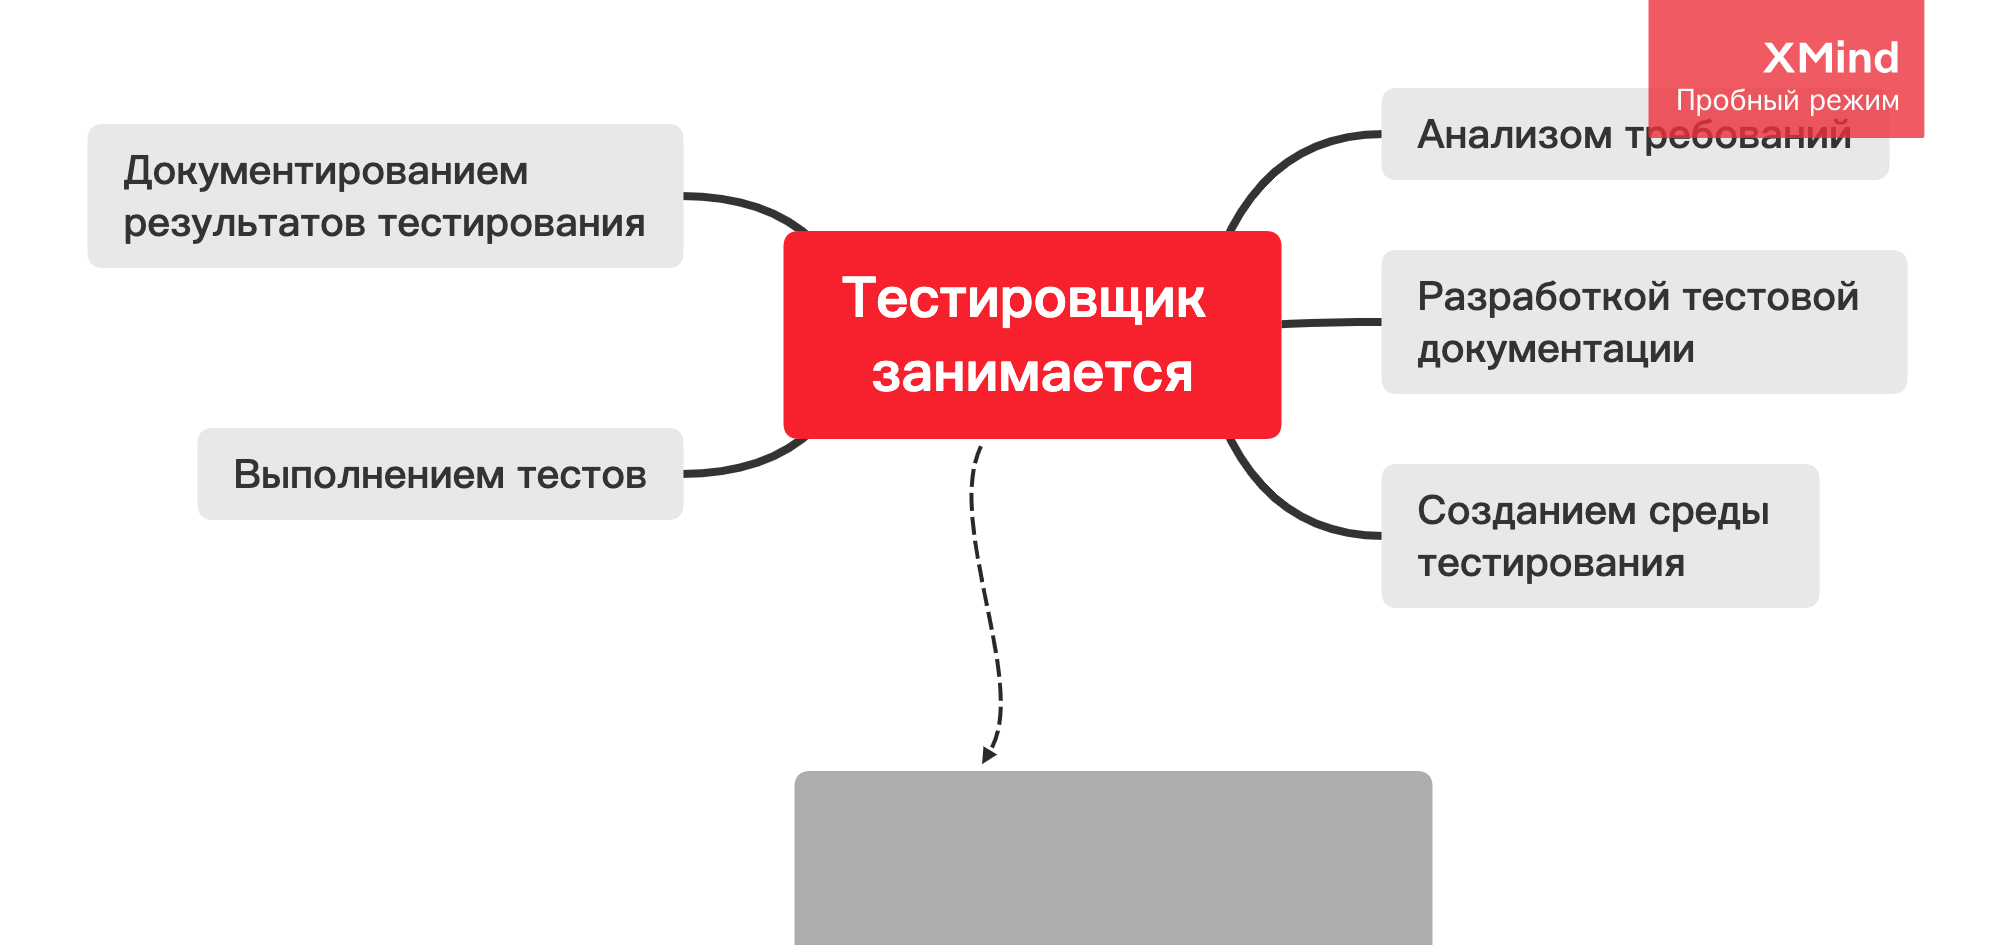 XMind
Пробный режим
Анализом требований
Документированием
результатов тестирования
Тестировщик
занимается
Разработкой тестовой
документации
Выполнением тестов
Созданием среды
тестирования